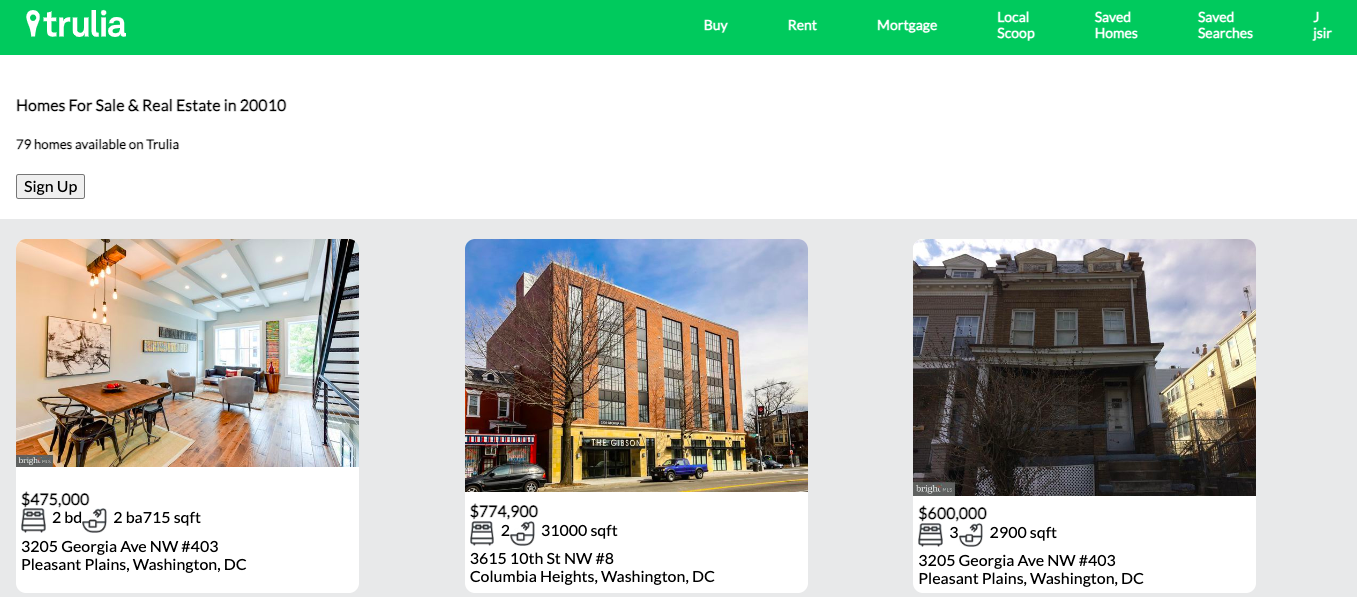 trulia
Buy
Rent
Mortgage
Local
Scoop
Saved
Homes
Saved
Searches
J
jsir
Homes For Sale & Real Estate in 20010
79 homes available on Trulia
Sign Up
THE GIBSON
$475,000
2 bd 2 ba715 sqft
3205 Georgia Ave NW #403
Pleasant Plains, Washington, DC
$774,900
2 31000 sqft
3615 10th St NW #8
Columbia Heights, Washington, DC
$600,000
3 2900 sqft
3205 Georgia Ave NW #403
Pleasant Plains, Washington, DC